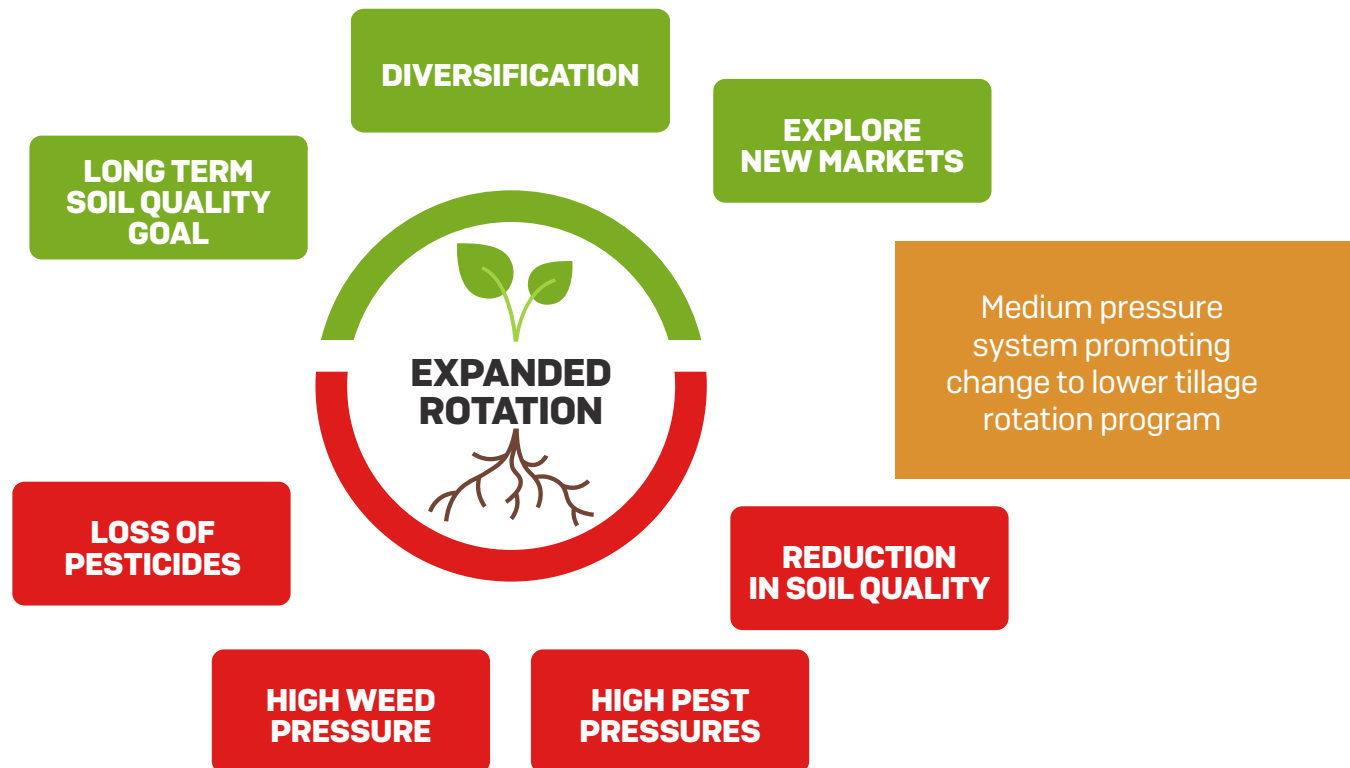 DIVERSIFICATION
EXPLORE
NEW MARKETS
LONG TERM
SOIL QUALITY
GOAL
Medium pressure
system promoting
change to lower tillage
rotation program
EXPANDED
ROTATION
LOSS OF
PESTICIDES
REDUCTION
IN SOIL QUALITY
HIGH WEED
PRESSURE
HIGH PEST
PRESSURES